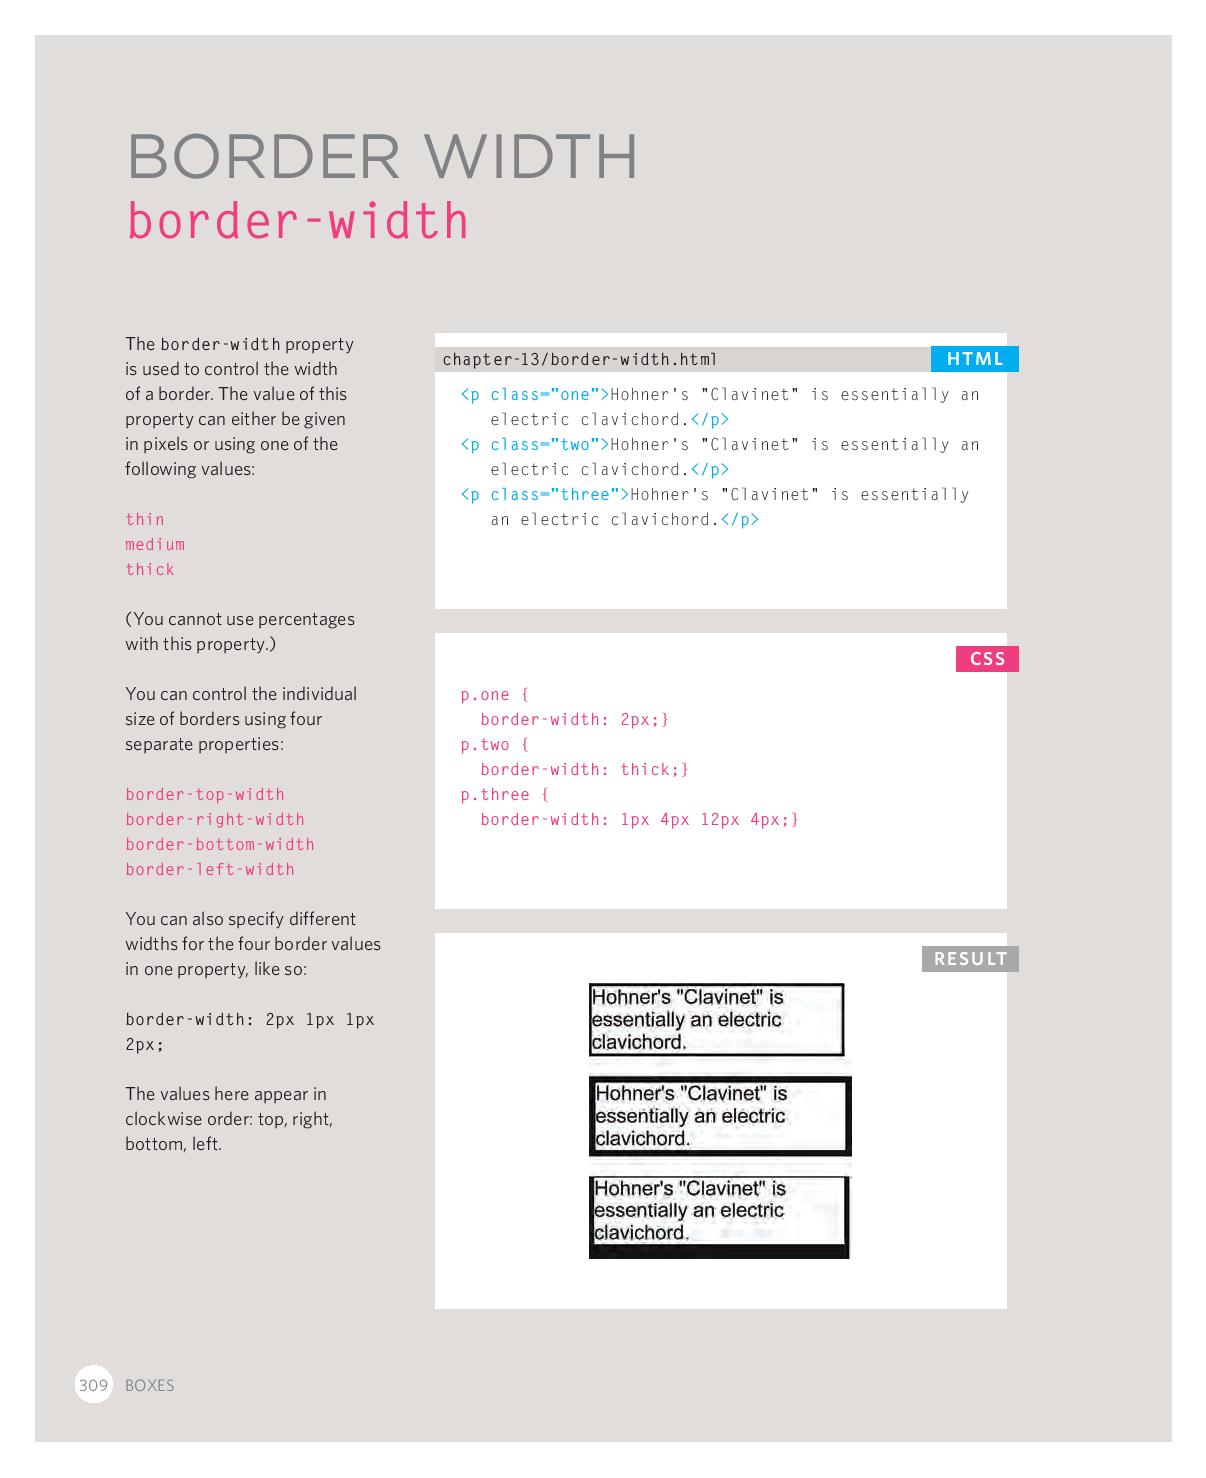 BORDER WIDTH
border-width
The border-width property
is used to control the width
of a border. The value of this
property can either be given
in pixels or using one of the
following values:
thin
medium
thick
(You cannot use percentages
with this property.)
You can control the individual
size of borders using four
separate properties:
border-top-width
border-right-width
border-bottom-width
border-left-width
You can also specify different
widths for the four border values
in one property, like so:
border-width: 2px 1px 1px
2px;
The values here appear in
clockwise order: top, right,
bottom, left.
chapter-13/border-width.html HTML
<p class="one">Hohner's "Clavinet" is essentially an
electric clavichord.</p>
<p class="two">Hohner's "Clavinet" is essentially an
electric clavichord.</p>
<p class="three">Hohner's "Clavinet" is essentially
an electric clavichord.</p>
CSS
p.one {
border-width: 2px;}
p.two {
border-width: thick;}
p.three {
border-width: 1px 4px 12px 4px;}
RESULT
Hohner's "Clavinet" is
essentially an electric
clavichord.
Hohner's "Clavinet" is
essentially an electric
clavichord.
Hohner's "Clavinet" is
essentially an electric
clavichord.
309 BOXES